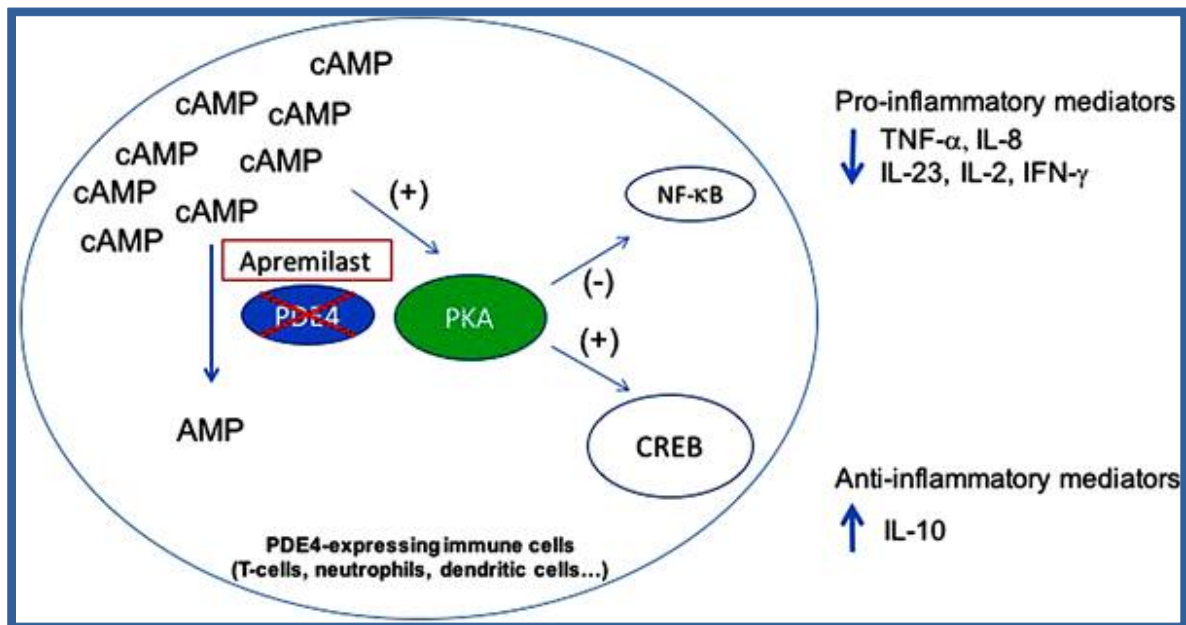 cAMP
cAMP
cAMP
cAMP
cAMP
cAMP
cAMP
cAMP
(+)
Apremilast
PDE4
PKA
AMP
(-)
(+)
NF-κB
CREB
PDE4-expressing immune cells
(T-cells, neutrophils, dendritic cells...)
Pro-inflammatory mediators
TNF-α, IL-8
IL-23, IL-2, IFN-γ
Anti-inflammatory mediators
IL-10